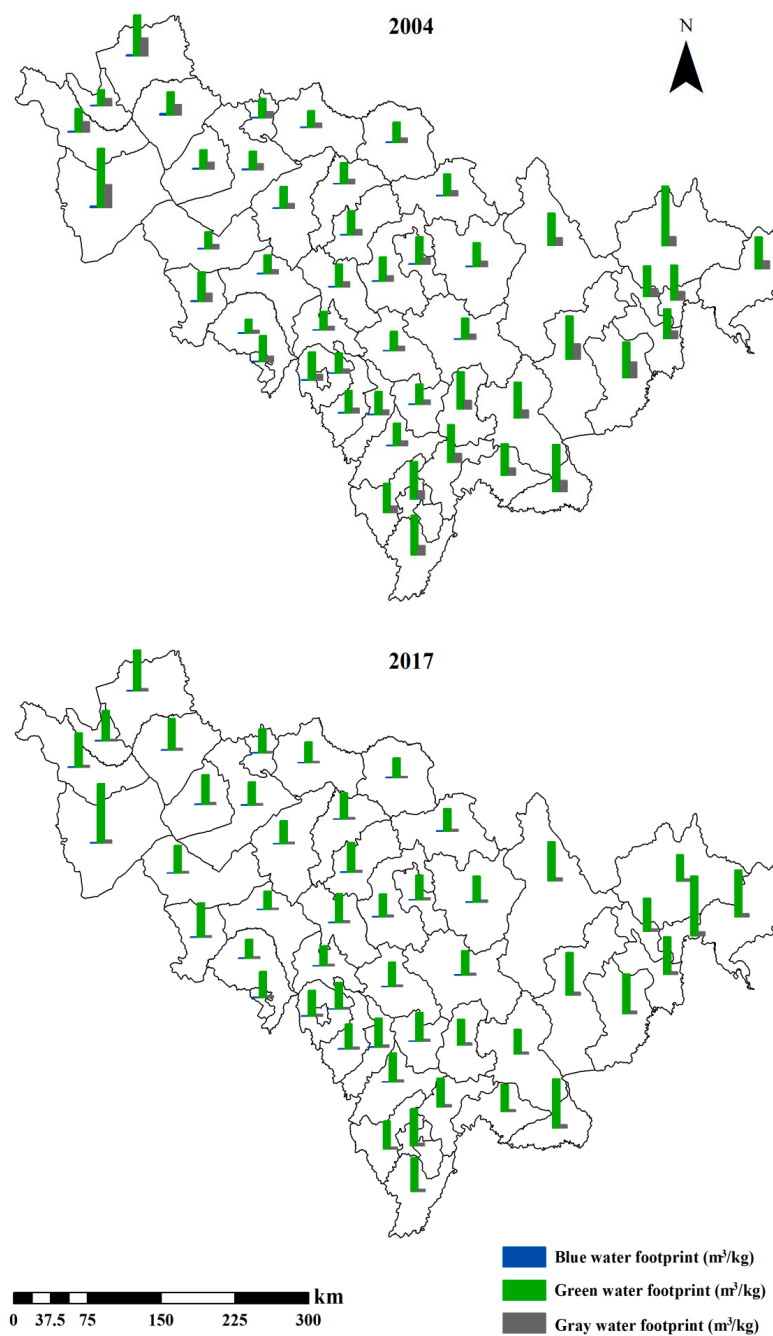 2004
N
2017
Blue water footprint (m³/kg)
Green water footprint (m³/kg)
Gray water footprint (m³/kg)
km
0 37.5 75 150 225 300